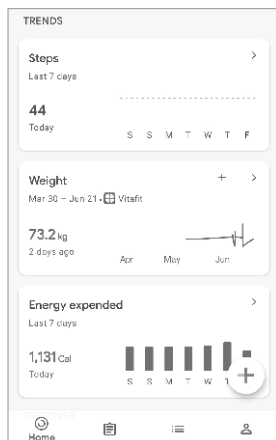 TRENDS
Steps
Last 7 days
44
Today
S S M T W T F
Weight
Mar 30 – Jun 21 • Vitafit
73.2 kg
2 days ago
Apr May Jun
Energy expended
Last 7 days
1,131 Cal
Today
S S M T W T
Home